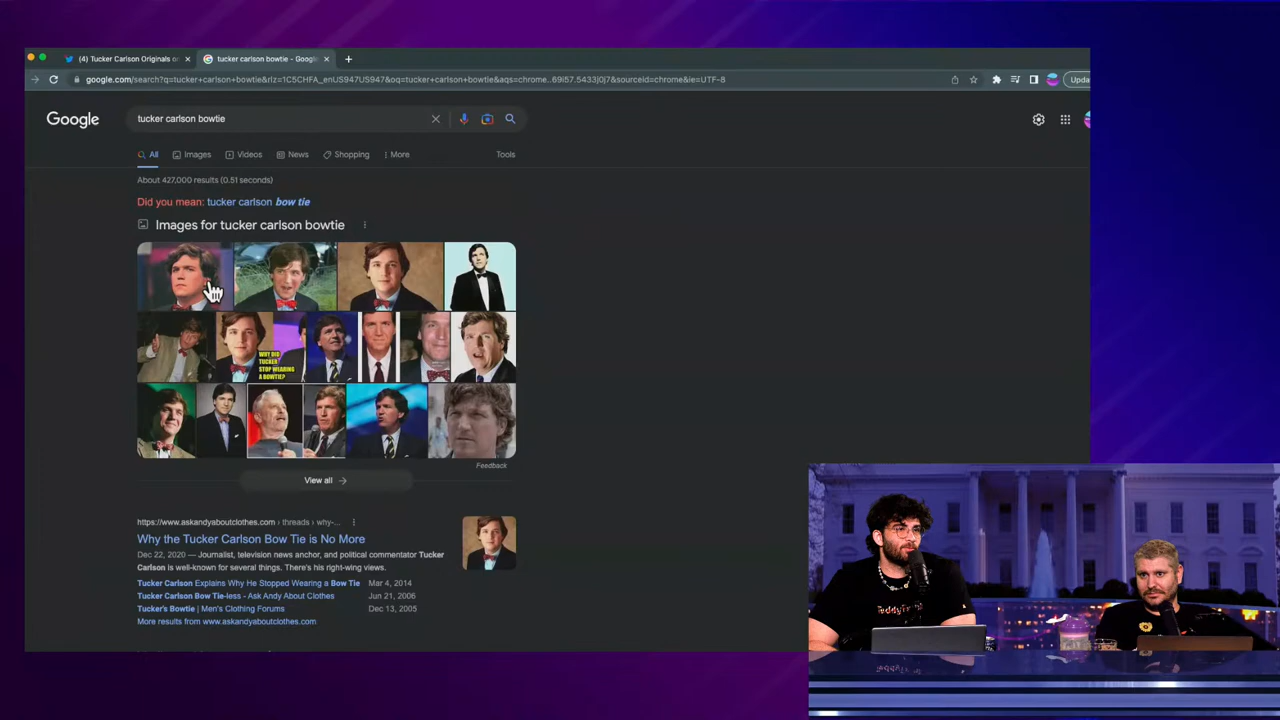 (4) Tucker Carlson Originals o
tucker carlson bowtie - Google
google.com/search?q=tucker+carlson+bowtie&rlz=1C5CHFA_enUS947US947&oq=tucker+carlson+bowtie&aqs=chrome..69i57.5433j0j7&sourceid=chrome&ie=UTF-8
Upda
Google
tucker carlson bowtie
All
Images
Videos
News
Shopping
More
Tools
About 427,000 results (0.51 seconds)
Did you mean: tucker carlson bow tie
Images for tucker carlson bowtie
WHY DID
TUCKER
STOP WEARING
A BOWTIE?
Feedback
View all
https://www.askandyaboutclothes.com › threads › why-...
Why the Tucker Carlson Bow Tie is No More
Dec 22, 2020 — Journalist, television news anchor, and political commentator Tucker
Carlson is well-known for several things. There's his right-wing views.
Tucker Carlson Explains Why He Stopped Wearing a Bow Tie Mar 4, 2014
Tucker Carlson Bow Tie-less - Ask Andy About Clothes Jun 21, 2006
Tucker's Bowtie | Men's Clothing Forums Dec 13, 2005
More results from www.askandyaboutclothes.com